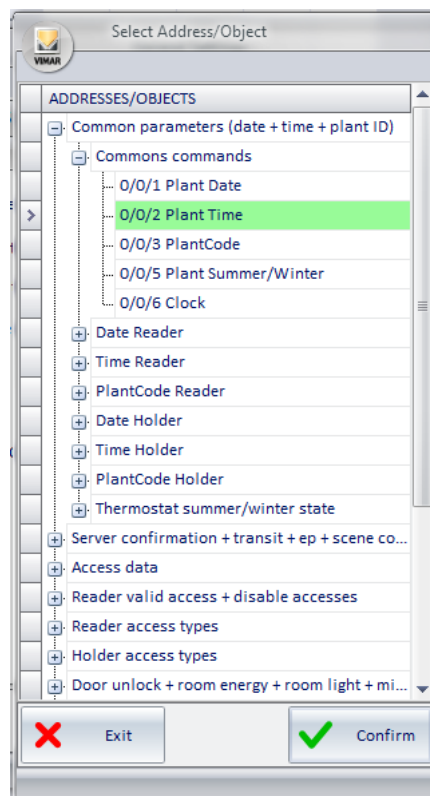 Select Address/Object
VIMAR
ADDRESSES/OBJECTS
Common parameters (date + time + plant ID)
Commons commands
0/0/1 Plant Date
0/0/2 Plant Time
0/0/3 PlantCode
0/0/5 Plant Summer/Winter
0/0/6 Clock
Date Reader
Time Reader
PlantCode Reader
Date Holder
Time Holder
PlantCode Holder
Thermostat summer/winter state
Server confirmation + transit + ep + scene co...
Access data
Reader valid access + disable accesses
Reader access types
Holder access types
Door unlock + room energy + room light + mi...
Exit
Confirm